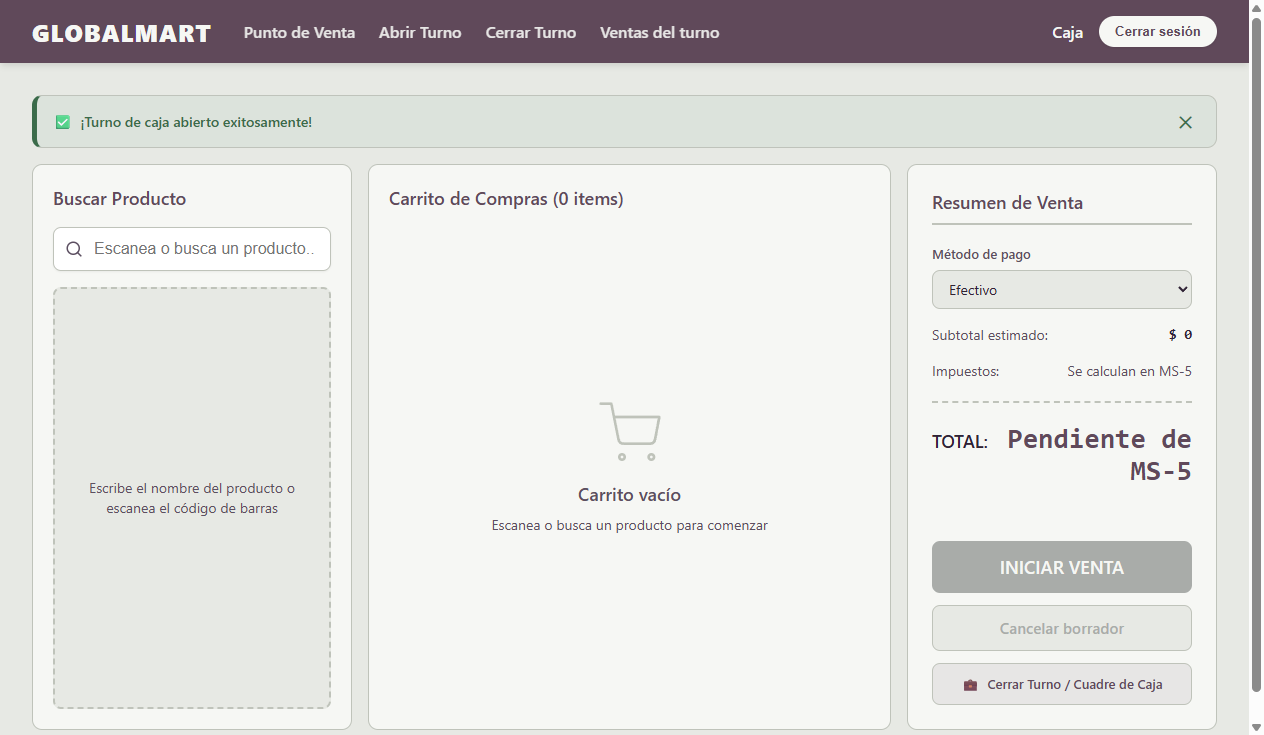 GLOBALMART
Punto de Venta
Abrir Turno
Cerrar Turno
Ventas del turno
Caja
Cerrar sesión
¡Turno de caja abierto exitosamente!
Buscar Producto
Escanea o busca un producto..
Escribe el nombre del producto o
escanea el código de barras
Carrito de Compras (0 items)
Carrito vacío
Escanea o busca un producto para comenzar
Resumen de Venta
Método de pago
Efectivo
Subtotal estimado: $ 0
Impuestos: Se calculan en MS-5
TOTAL: Pendiente de
MS-5
INICIAR VENTA
Cancelar borrador
Cerrar Turno / Cuadre de Caja